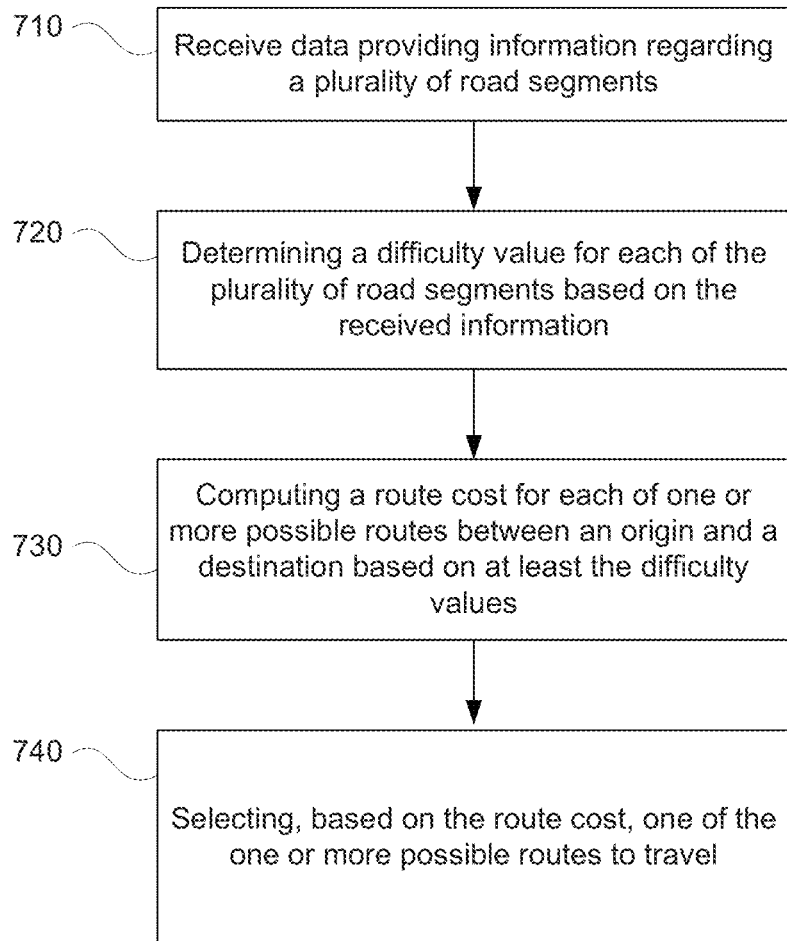 710
Receive data providing information regarding
a plurality of road segments
720
Determining a difficulty value for each of the
plurality of road segments based on the
received information
730
Computing a route cost for each of one or
more possible routes between an origin and a
destination based on at least the difficulty
values
740
Selecting, based on the route cost, one of the
one or more possible routes to travel